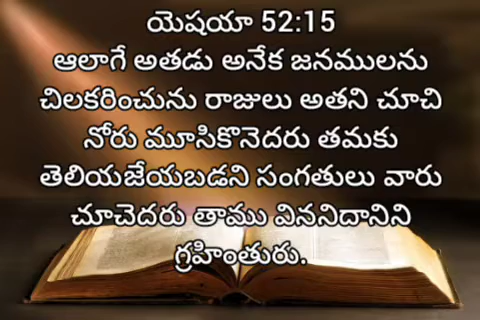 యెషయా 52:15
ఆలాగే అతడు అనేక జనములను
చిలకరించును రాజులు అతని చూచి
నోరు మూసికొనెదరు తమకు
తెలియజేయబడని సంగతులు వారు
చూచెదరు తాము విననిదానిని
గ్రహింతురు.